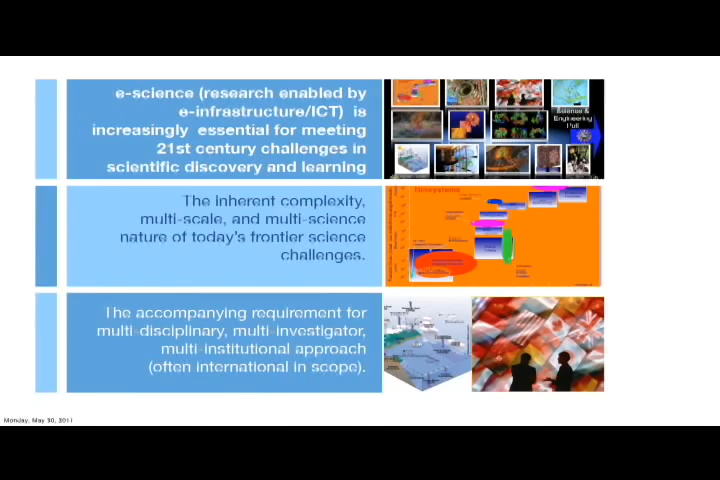 e-science (research enabled by
e-infrastructure/ICT) is
increasingly essential for meeting
21st century challenges in
scientific discovery and learning
Science &
Engineering
Pull
The inherent complexity,
multi-scale, and multi-science
nature of today's frontier science
challenges.
The accompanying requirement for
multi-disciplinary, multi-investigator,
multi-institutional approach
(often international in scope).
Monday, May 30, 2011